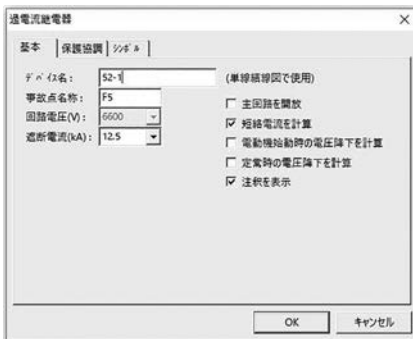 過電流継電器
基本 保護協調 シンボル
デバイス名： 52-1 (単線結線図で使用)
事故点名称： F5
主回路を開放
回路電圧(V)： 6600
短絡電流を計算
遮断電流(kA)： 12.5
電動機始動時の電圧降下を計算
定常時の電圧降下を計算
注釈を表示
OK キャンセル